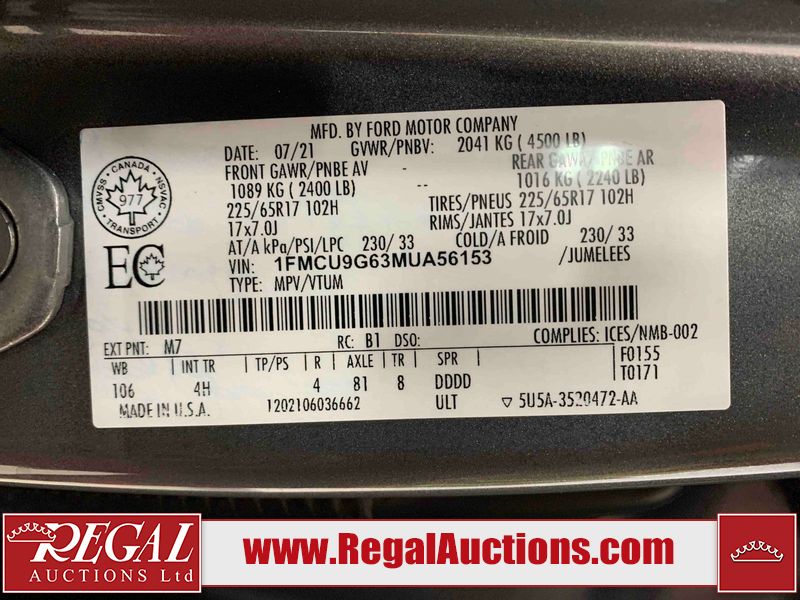 MFD. BY FORD MOTOR COMPANY
DATE: 07/21 GVWR/PNBV: 2041 KG ( 4500 LB)
FRONT GAWR/PNBE AV REAR GAWR/PNBE AR
1089 KG ( 2400 LB) -- 1016 KG ( 2240 LB)
225/65R17 102H -- TIRES/PNEUS 225/65R17 102H
17x7.0J RIMS/JANTES 17x7.0J
AT/A kPa/PSI/LPC 230/ 33 COLD/A FROID 230/ 33
VIN: 1FMCU9G63MUA56153 /JUMELEES
TYPE: MPV/VTUM
CMVSS · CANADA · NSVAC
977
TRANSPORT
EC
EXT PNT: M7 RC: B1 DSO: COMPLIES: ICES/NMB-002
WB INT TR TP/PS R AXLE TR SPR F0155
106 4H 4 81 8 DDDD T0171
MADE IN U.S.A. 1202106036662 ULT ▽ 5U5A-3520472-AA
REGAL
AUCTIONS Ltd
www.RegalAuctions.com